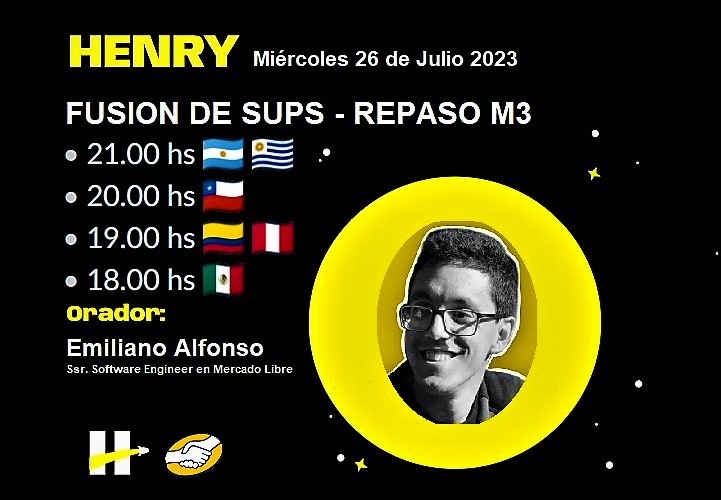 HENRY Miércoles 26 de Julio 2023
FUSION DE SUPS - REPASO M3
• 21.00 hs
• 20.00 hs
• 19.00 hs
• 18.00 hs
Orador:
Emiliano Alfonso
Ssr. Software Engineer en Mercado Libre
H